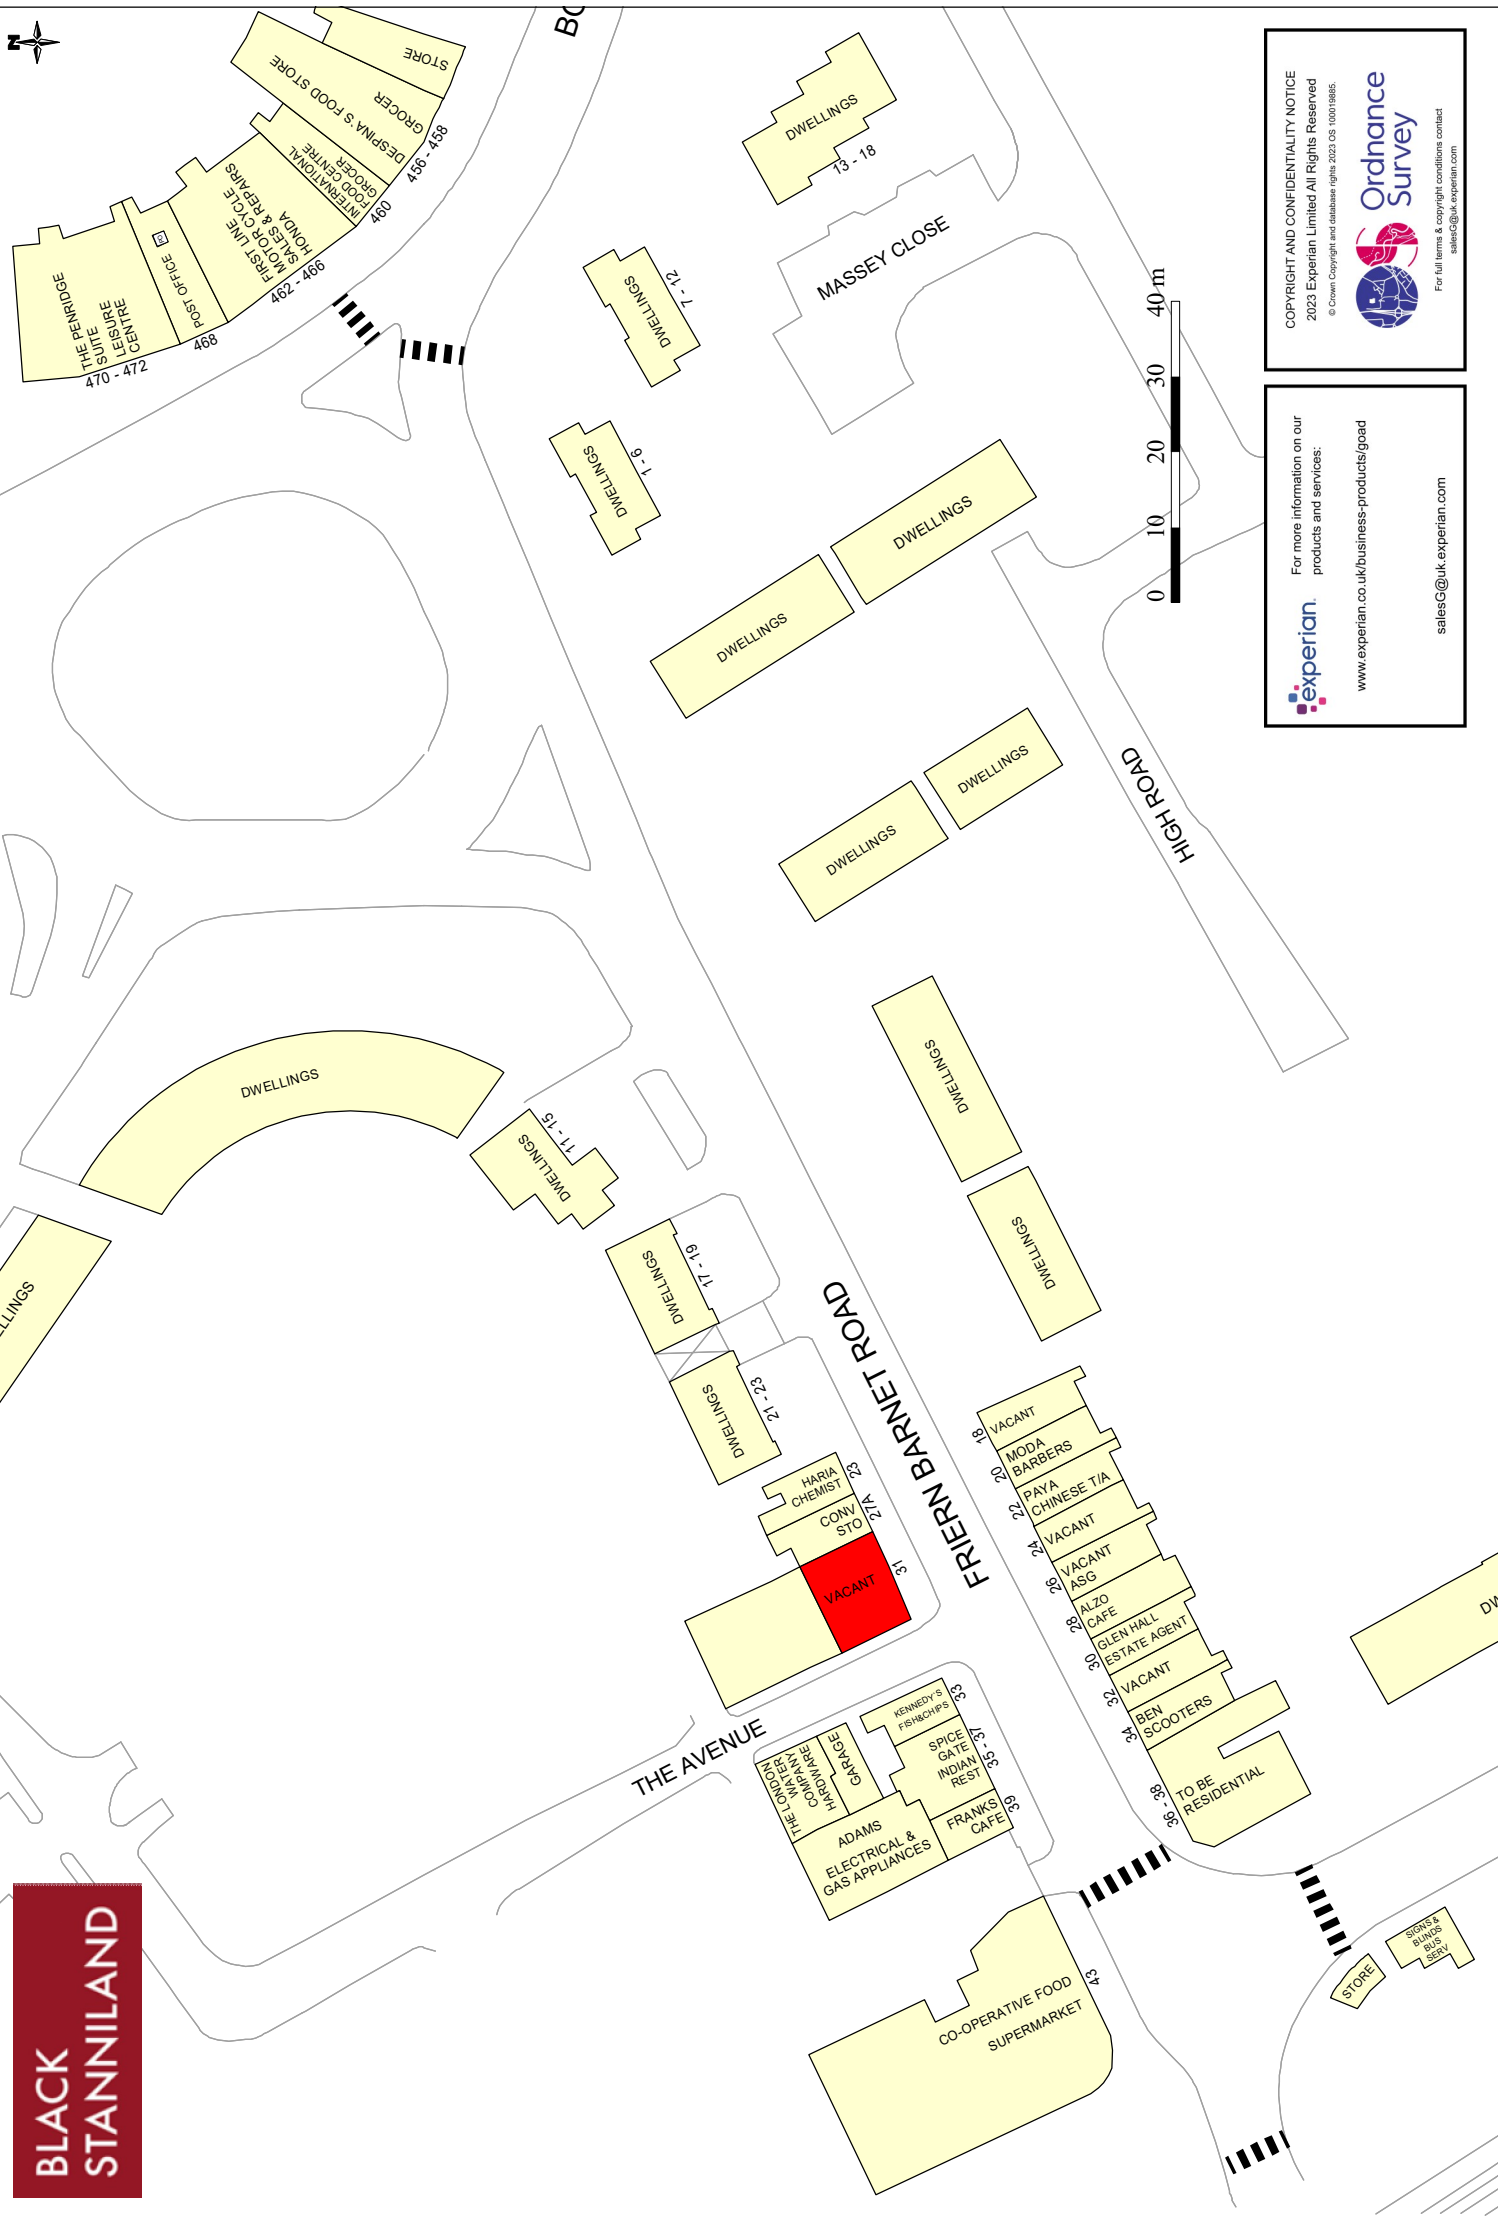 BLACK
STANNILAND
N
THE PENRIDGE
SUITE
LEISURE
CENTRE
470 - 472
POST OFFICE
PO
468
FIRST LINE
MOTOR CYCLE
SALES & REPAIRS
HONDA
462 - 466
INTERNATIONAL
FOOD CENTRE
GROCER
460
DESPINA'S FOOD STORE
GROCER
456 - 458
STORE
DWELLINGS
13 - 18
DWELLINGS
7 - 12
DWELLINGS
1 - 6
MASSEY CLOSE
DWELLINGS
DWELLINGS
DWELLINGS
DWELLINGS
HIGH ROAD
0
10
20
30
40 m
DWELLINGS
DWELLINGS
DWELLINGS
11 - 15
DWELLINGS
17 - 19
DWELLINGS
21 - 23
DWELLINGS
DWELLINGS
FRIERN BARNET ROAD
HARIA
CHEMIST
23
CONV
STO
27A
VACANT
31
THE AVENUE
KENNEDY'S
FISH&CHIPS
33
SPICE
GATE
INDIAN
REST
35 - 37
FRANKS
CAFE
39
THE LONDON
WATER
COMPANY
HARDWARE
GARAGE
ADAMS
ELECTRICAL &
GAS APPLIANCES
CO-OPERATIVE FOOD
SUPERMARKET
43
18
VACANT
20
MODA
BARBERS
22
PAYA
CHINESE T/A
24
VACANT
26
VACANT
ASG
28
ALZO
CAFE
30
GLEN HALL
ESTATE AGENT
32
VACANT
34
BEN
SCOOTERS
36 - 38
TO BE
RESIDENTIAL
STORE
SIGNS &
BLINDS
BUS
SERV
COPYRIGHT AND CONFIDENTIALITY NOTICE
2023 Experian Limited All Rights Reserved
© Crown Copyright and database rights 2023 OS 100019885.
Ordnance
Survey
For full terms & copyright conditions contact
salesG@uk.experian.com
experian.
For more information on our
products and services:
www.experian.co.uk/business-products/goad
salesG@uk.experian.com